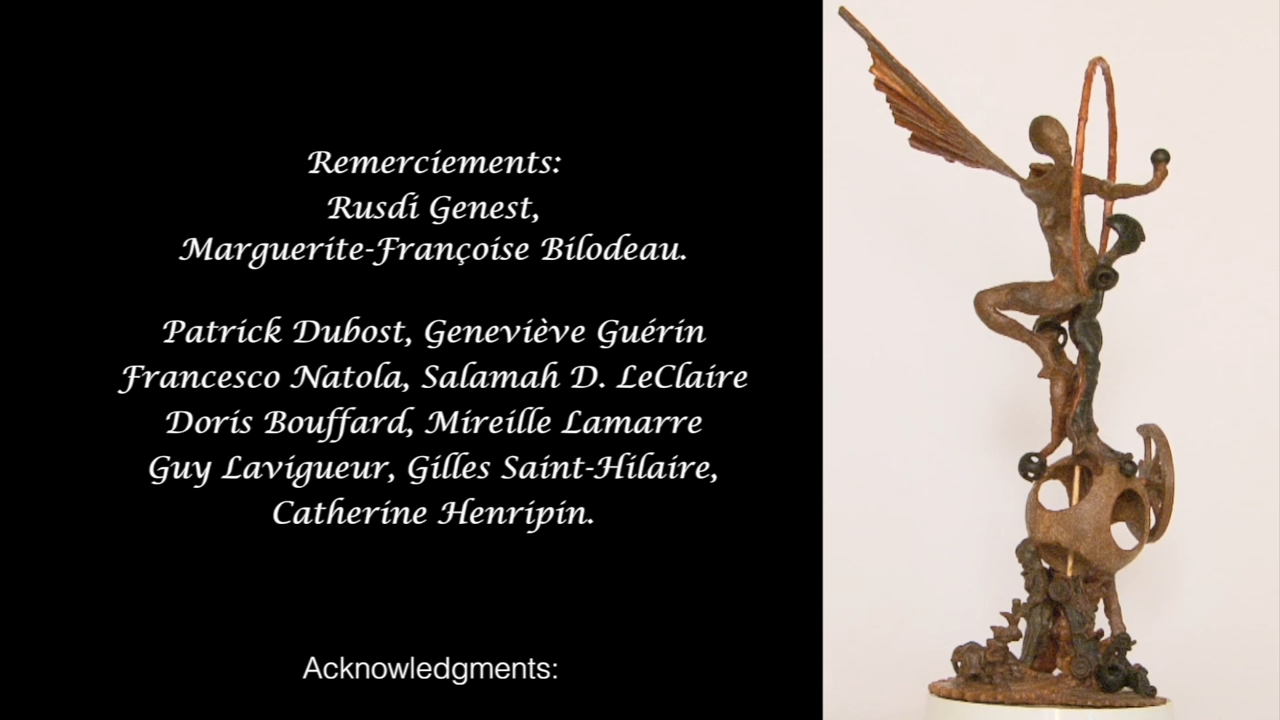 Remerciements:
Rusdi Genest,
Marguerite-Françoise Bilodeau.
Patrick Dubost, Geneviève Guérin
Francesco Natola, Salamah D. LeClaire
Doris Bouffard, Mireille Lamarre
Guy Lavigueur, Gilles Saint-Hilaire,
Catherine Henripin.
Acknowledgments: